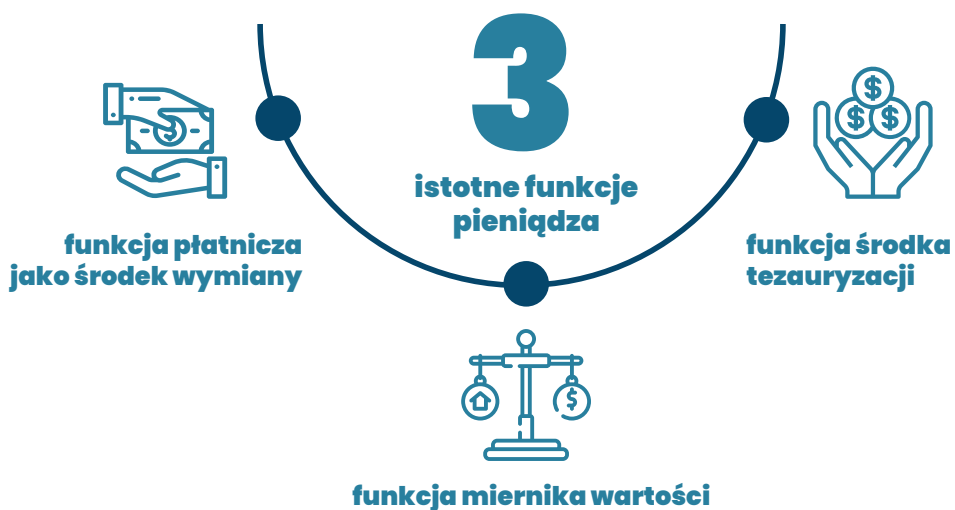 3
istotne funkcje
pieniądza
funkcja płatnicza
jako środek wymiany
funkcja środka
tezauryzacji
funkcja miernika wartości